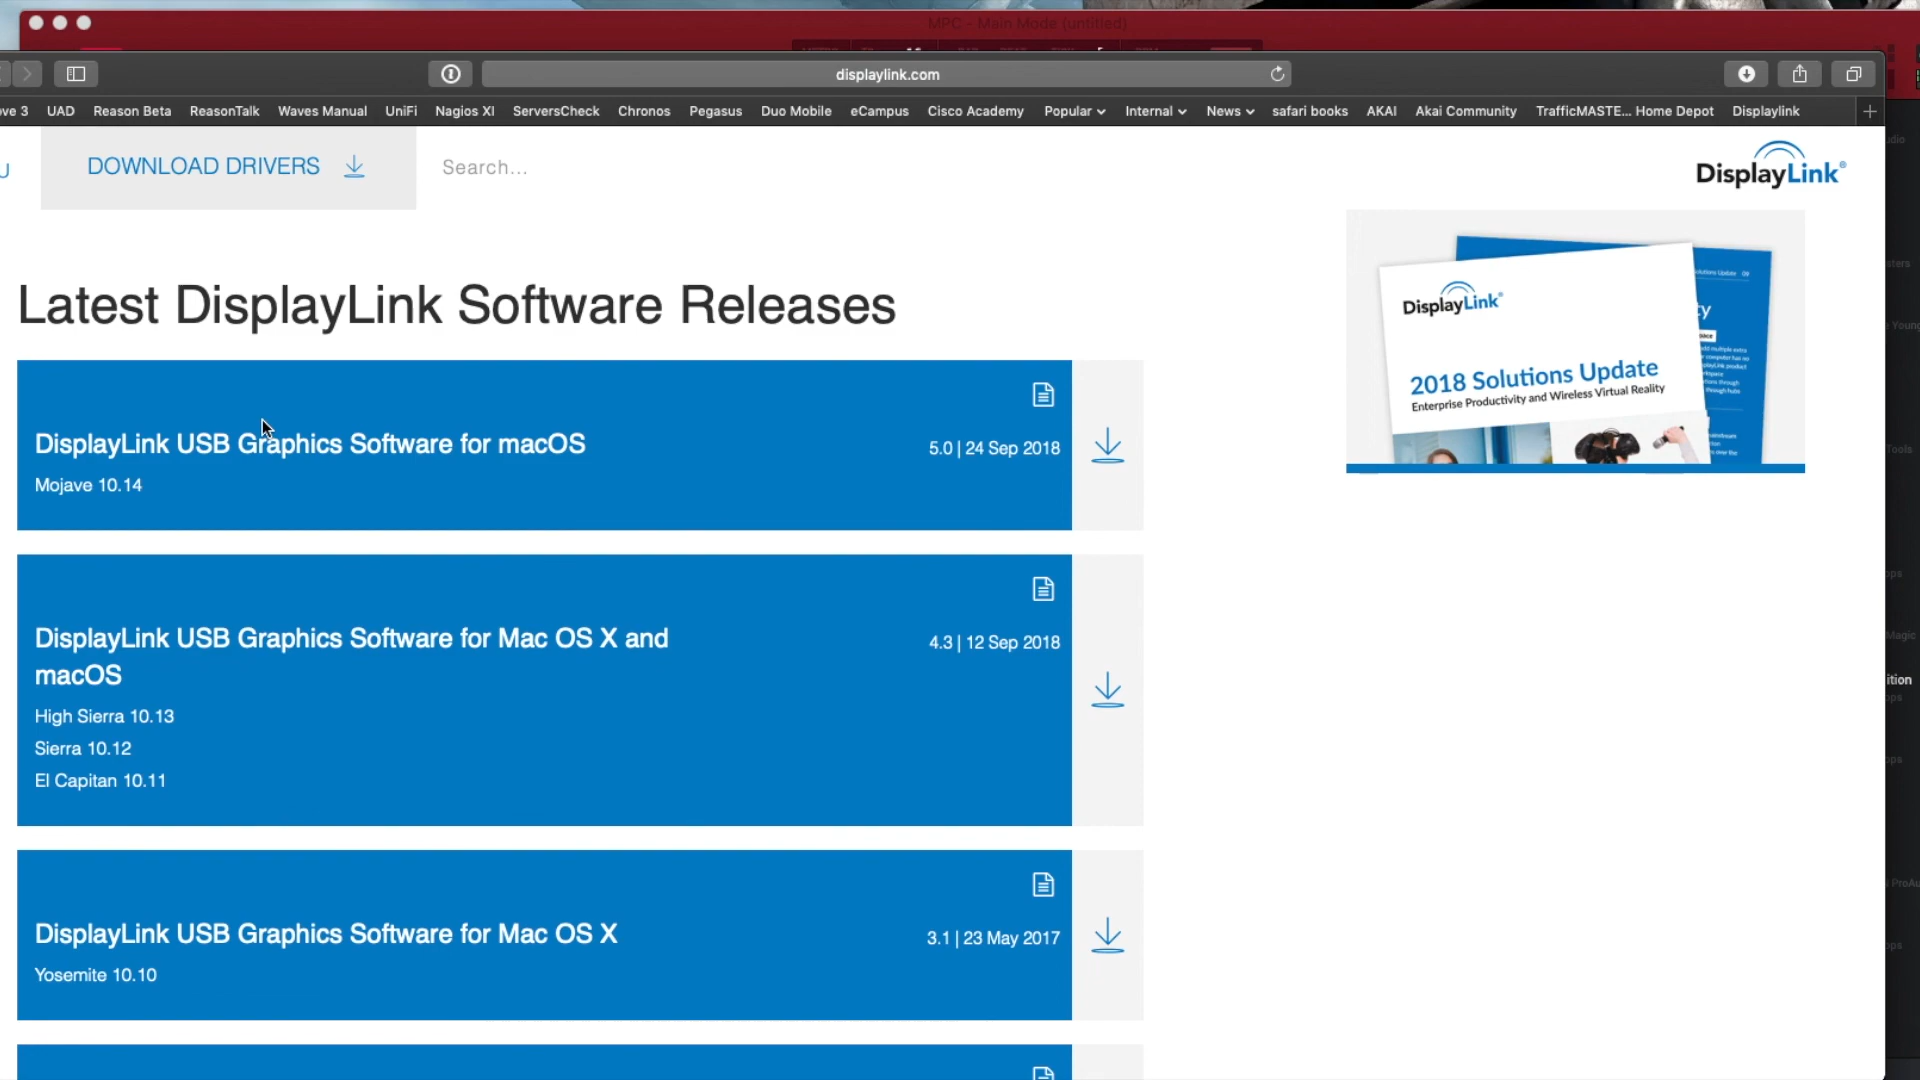 MPC - Main Mode (untitled)
displaylink.com
ve 3 UAD Reason Beta ReasonTalk Waves Manual UniFi Nagios XI ServersCheck Chronos Pegasus Duo Mobile eCampus Cisco Academy Popular Internal News safari books AKAI Akai Community TrafficMASTE... Home Depot Displaylink
DOWNLOAD DRIVERS Search...
DisplayLink
Latest DisplayLink Software Releases
DisplayLink
2018 Solutions Update
Enterprise Productivity and Wireless Virtual Reality
DisplayLink USB Graphics Software for macOS
5.0 | 24 Sep 2018
Mojave 10.14
DisplayLink USB Graphics Software for Mac OS X and
macOS
4.3 | 12 Sep 2018
High Sierra 10.13
Sierra 10.12
El Capitan 10.11
DisplayLink USB Graphics Software for Mac OS X
3.1 | 23 May 2017
Yosemite 10.10